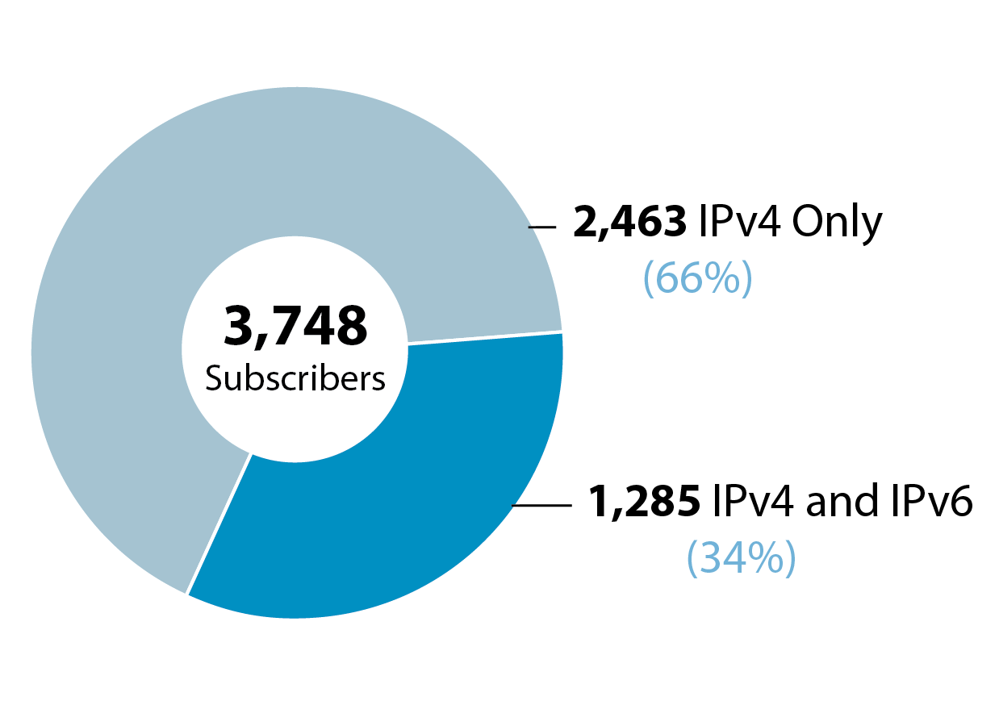 2,463 IPv4 Only
(66%)
3,748
Subscribers
1,285 IPv4 and IPv6
(34%)